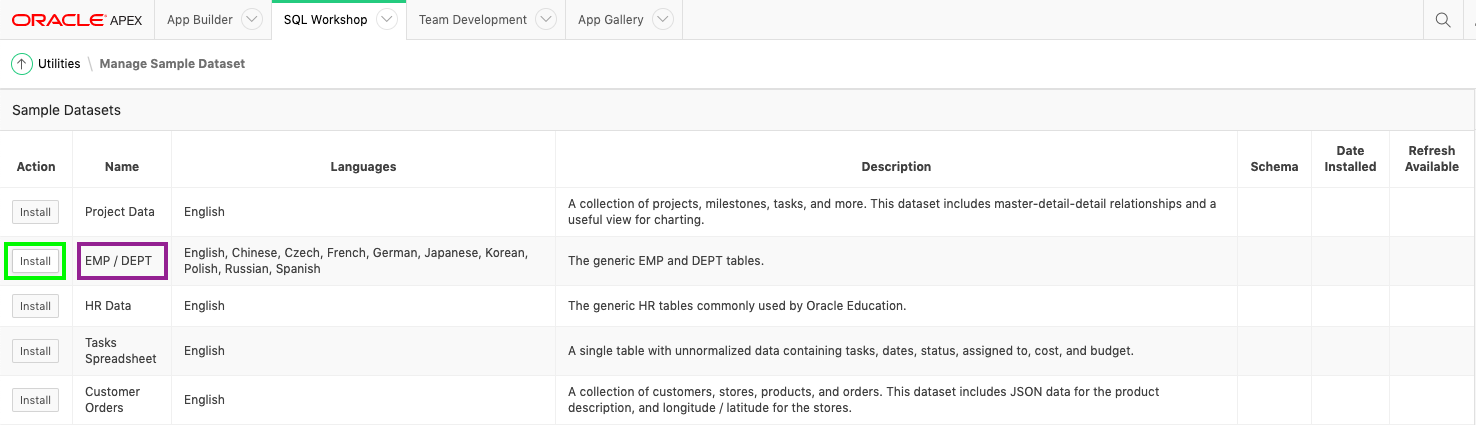 ORACLE APEX App Builder SQL Workshop Team Development App Gallery
Utilities \ Manage Sample Dataset
Sample Datasets
Action Name Languages Description Schema Date Installed Refresh Available
Install Project Data English A collection of projects, milestones, tasks, and more. This dataset includes master-detail-detail relationships and a
useful view for charting.
Install EMP / DEPT English, Chinese, Czech, French, German, Japanese, Korean,
Polish, Russian, Spanish
The generic EMP and DEPT tables.
Install HR Data English The generic HR tables commonly used by Oracle Education.
Install Tasks Spreadsheet English A single table with unnormalized data containing tasks, dates, status, assigned to, cost, and budget.
Install Customer Orders English A collection of customers, stores, products, and orders. This dataset includes JSON data for the product
description, and longitude / latitude for the stores.